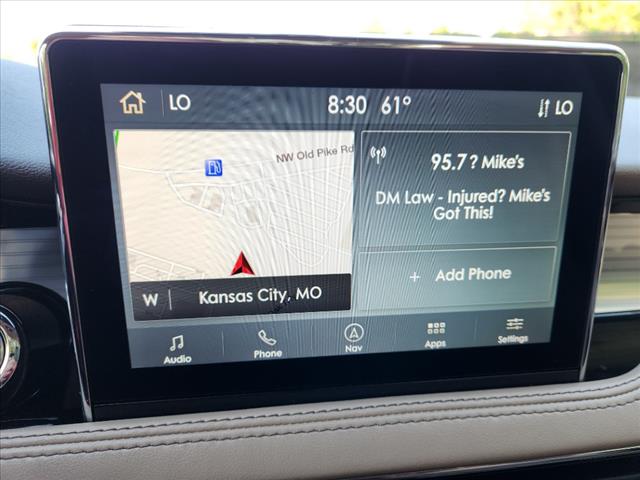 LO
8:30 61°
LO
NW Old Pike Rd
95.7? Mike's
DM Law - Injured? Mike's
Got This!
+ Add Phone
W | Kansas City, MO
Audio
Phone
Nav
Apps
Settings